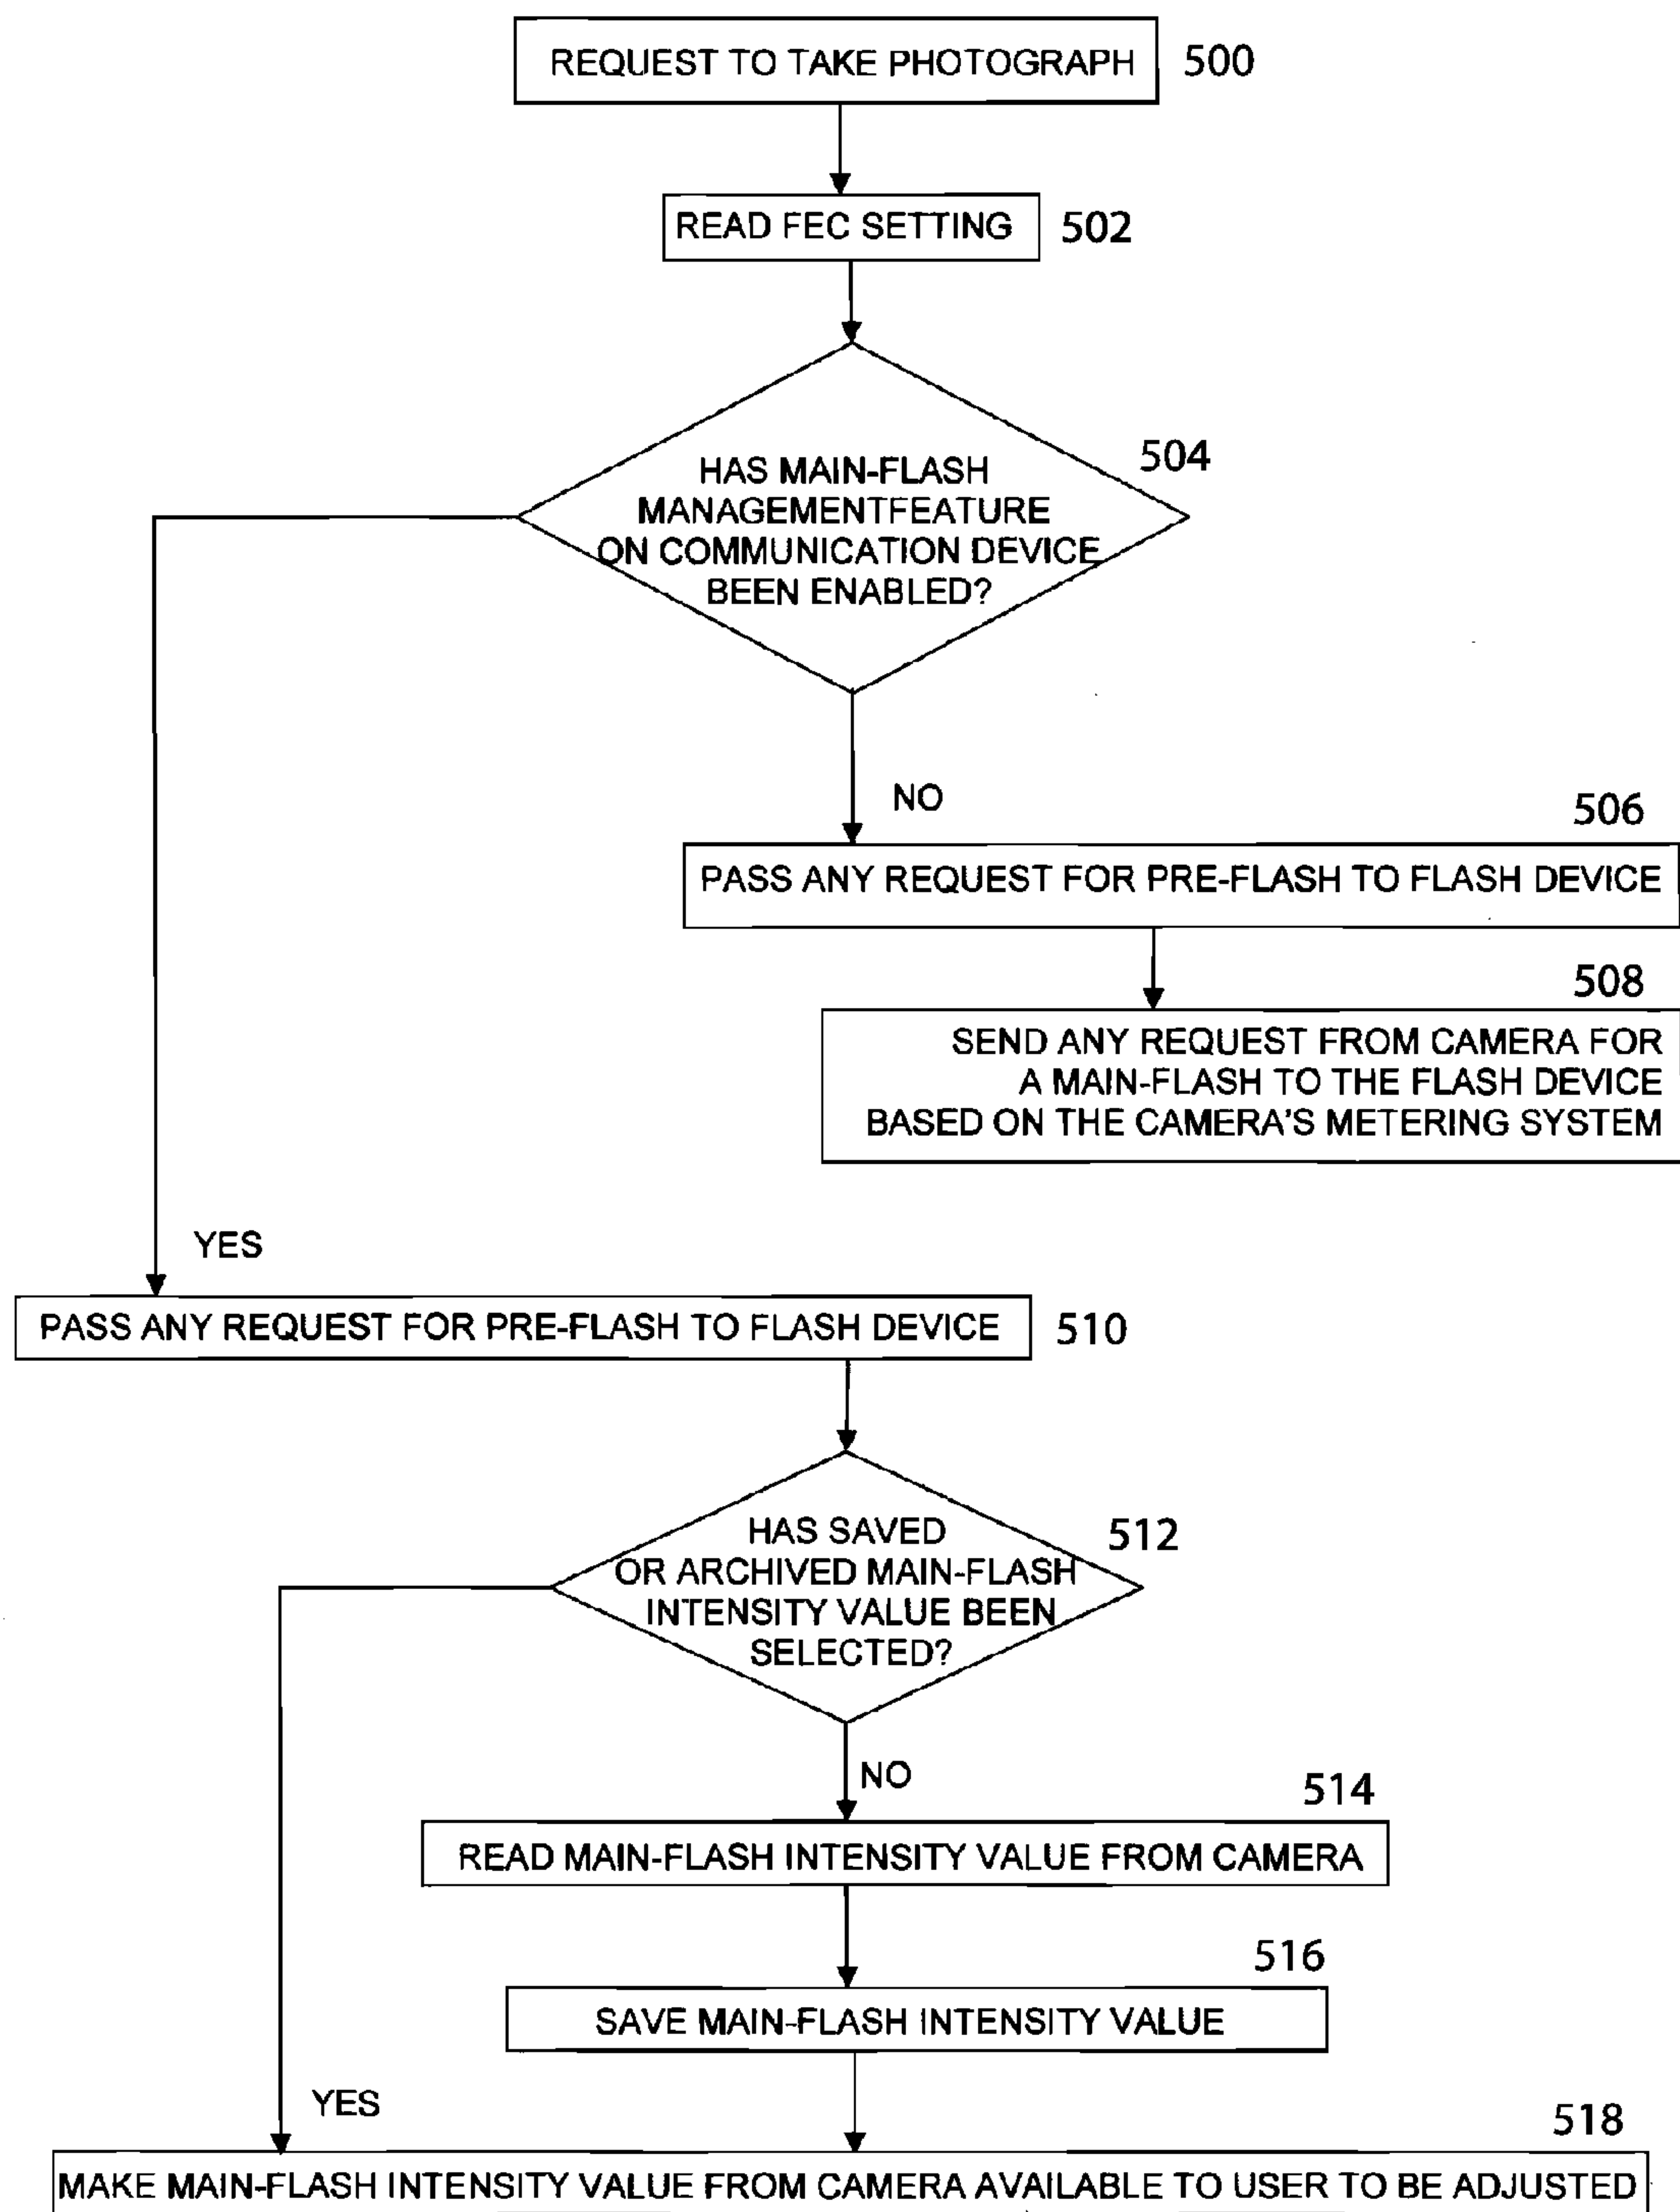 REQUEST TO TAKE PHOTOGRAPH 500
READ FEC SETTING 502
504
HAS MAIN-FLASH
MANAGEMENTFEATURE
ON COMMUNICATION DEVICE
BEEN ENABLED?
NO
506
PASS ANY REQUEST FOR PRE-FLASH TO FLASH DEVICE
508
SEND ANY REQUEST FROM CAMERA FOR
A MAIN-FLASH TO THE FLASH DEVICE
BASED ON THE CAMERA'S METERING SYSTEM
YES
PASS ANY REQUEST FOR PRE-FLASH TO FLASH DEVICE 510
512
HAS SAVED
OR ARCHIVED MAIN-FLASH
INTENSITY VALUE BEEN
SELECTED?
NO
514
READ MAIN-FLASH INTENSITY VALUE FROM CAMERA
516
SAVE MAIN-FLASH INTENSITY VALUE
YES
518
MAKE MAIN-FLASH INTENSITY VALUE FROM CAMERA AVAILABLE TO USER TO BE ADJUSTED